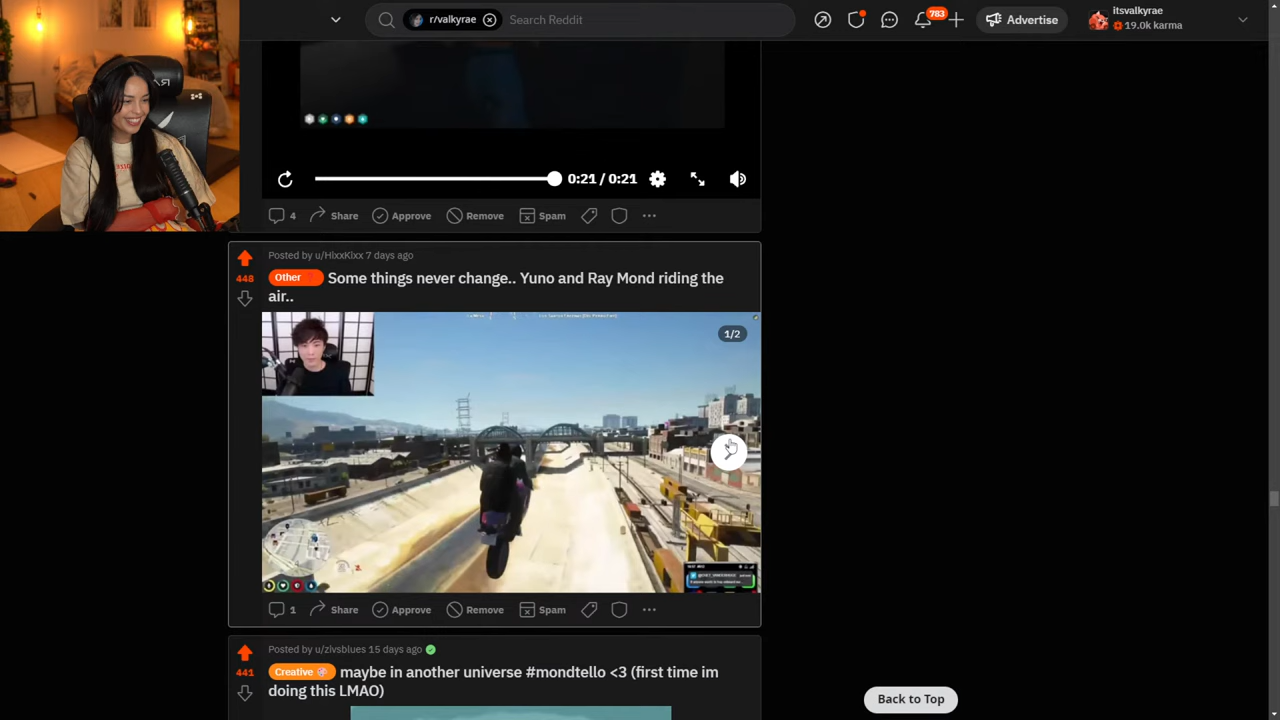 r/valkyrae
Search Reddit
783
Advertise
itsvalkyrae
19.0k karma
0:21 / 0:21
4 Share Approve Remove Spam
Posted by u/HixxKixx 7 days ago
448
Other Some things never change.. Yuno and Ray Mond riding the
air..
1/2
1 Share Approve Remove Spam
Posted by u/zivsblues 15 days ago
441
Creative maybe in another universe #mondtello <3 (first time im
doing this LMAO)
Back to Top